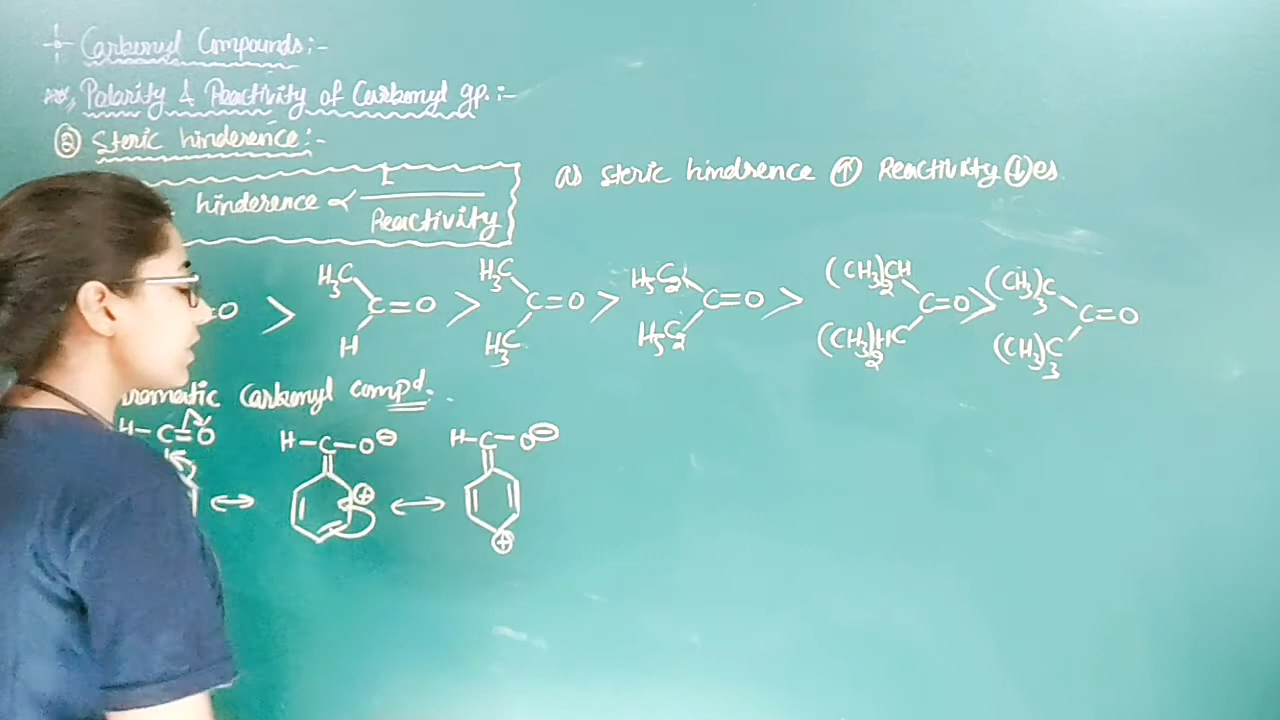 Carbonyl Compounds:-
Polarity & Reactivity of Carbonyl gp.:-
② Steric hinderence:-
hinderence ∝ 1/Reactivity
as steric hindrence ↑ Reactivity ↓es
=O > H₃C H C=O > H₃C H₃C C=O > H₅C₂ H₅C₂ C=O > (CH₃)₂CH (CH₃)₂HC C=O > (CH₃)₃C (CH₃)₃C C=O
romatic Carbonyl compd.
H-C=O
H-C-O⊖
H-C-O⊖
↔ ⊕ ↔ ⊕